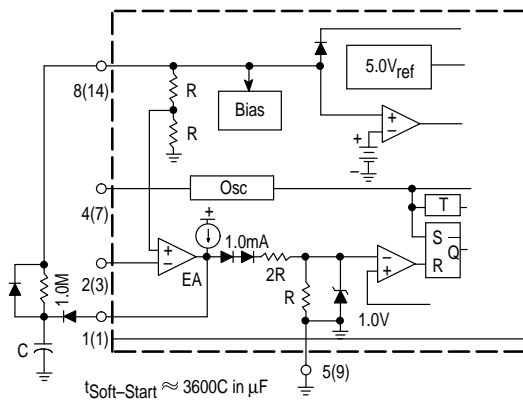 5.0Vref
8(14)
R
Bias
R
+
−
+
−
Osc
4(7)
T
+
1.0mA
S
Q
R
+
−
2(3)
EA
2R
−
+
R
1.0V
1.0M
1(1)
C
5(9)
tSoft–Start ≈ 3600C in µF